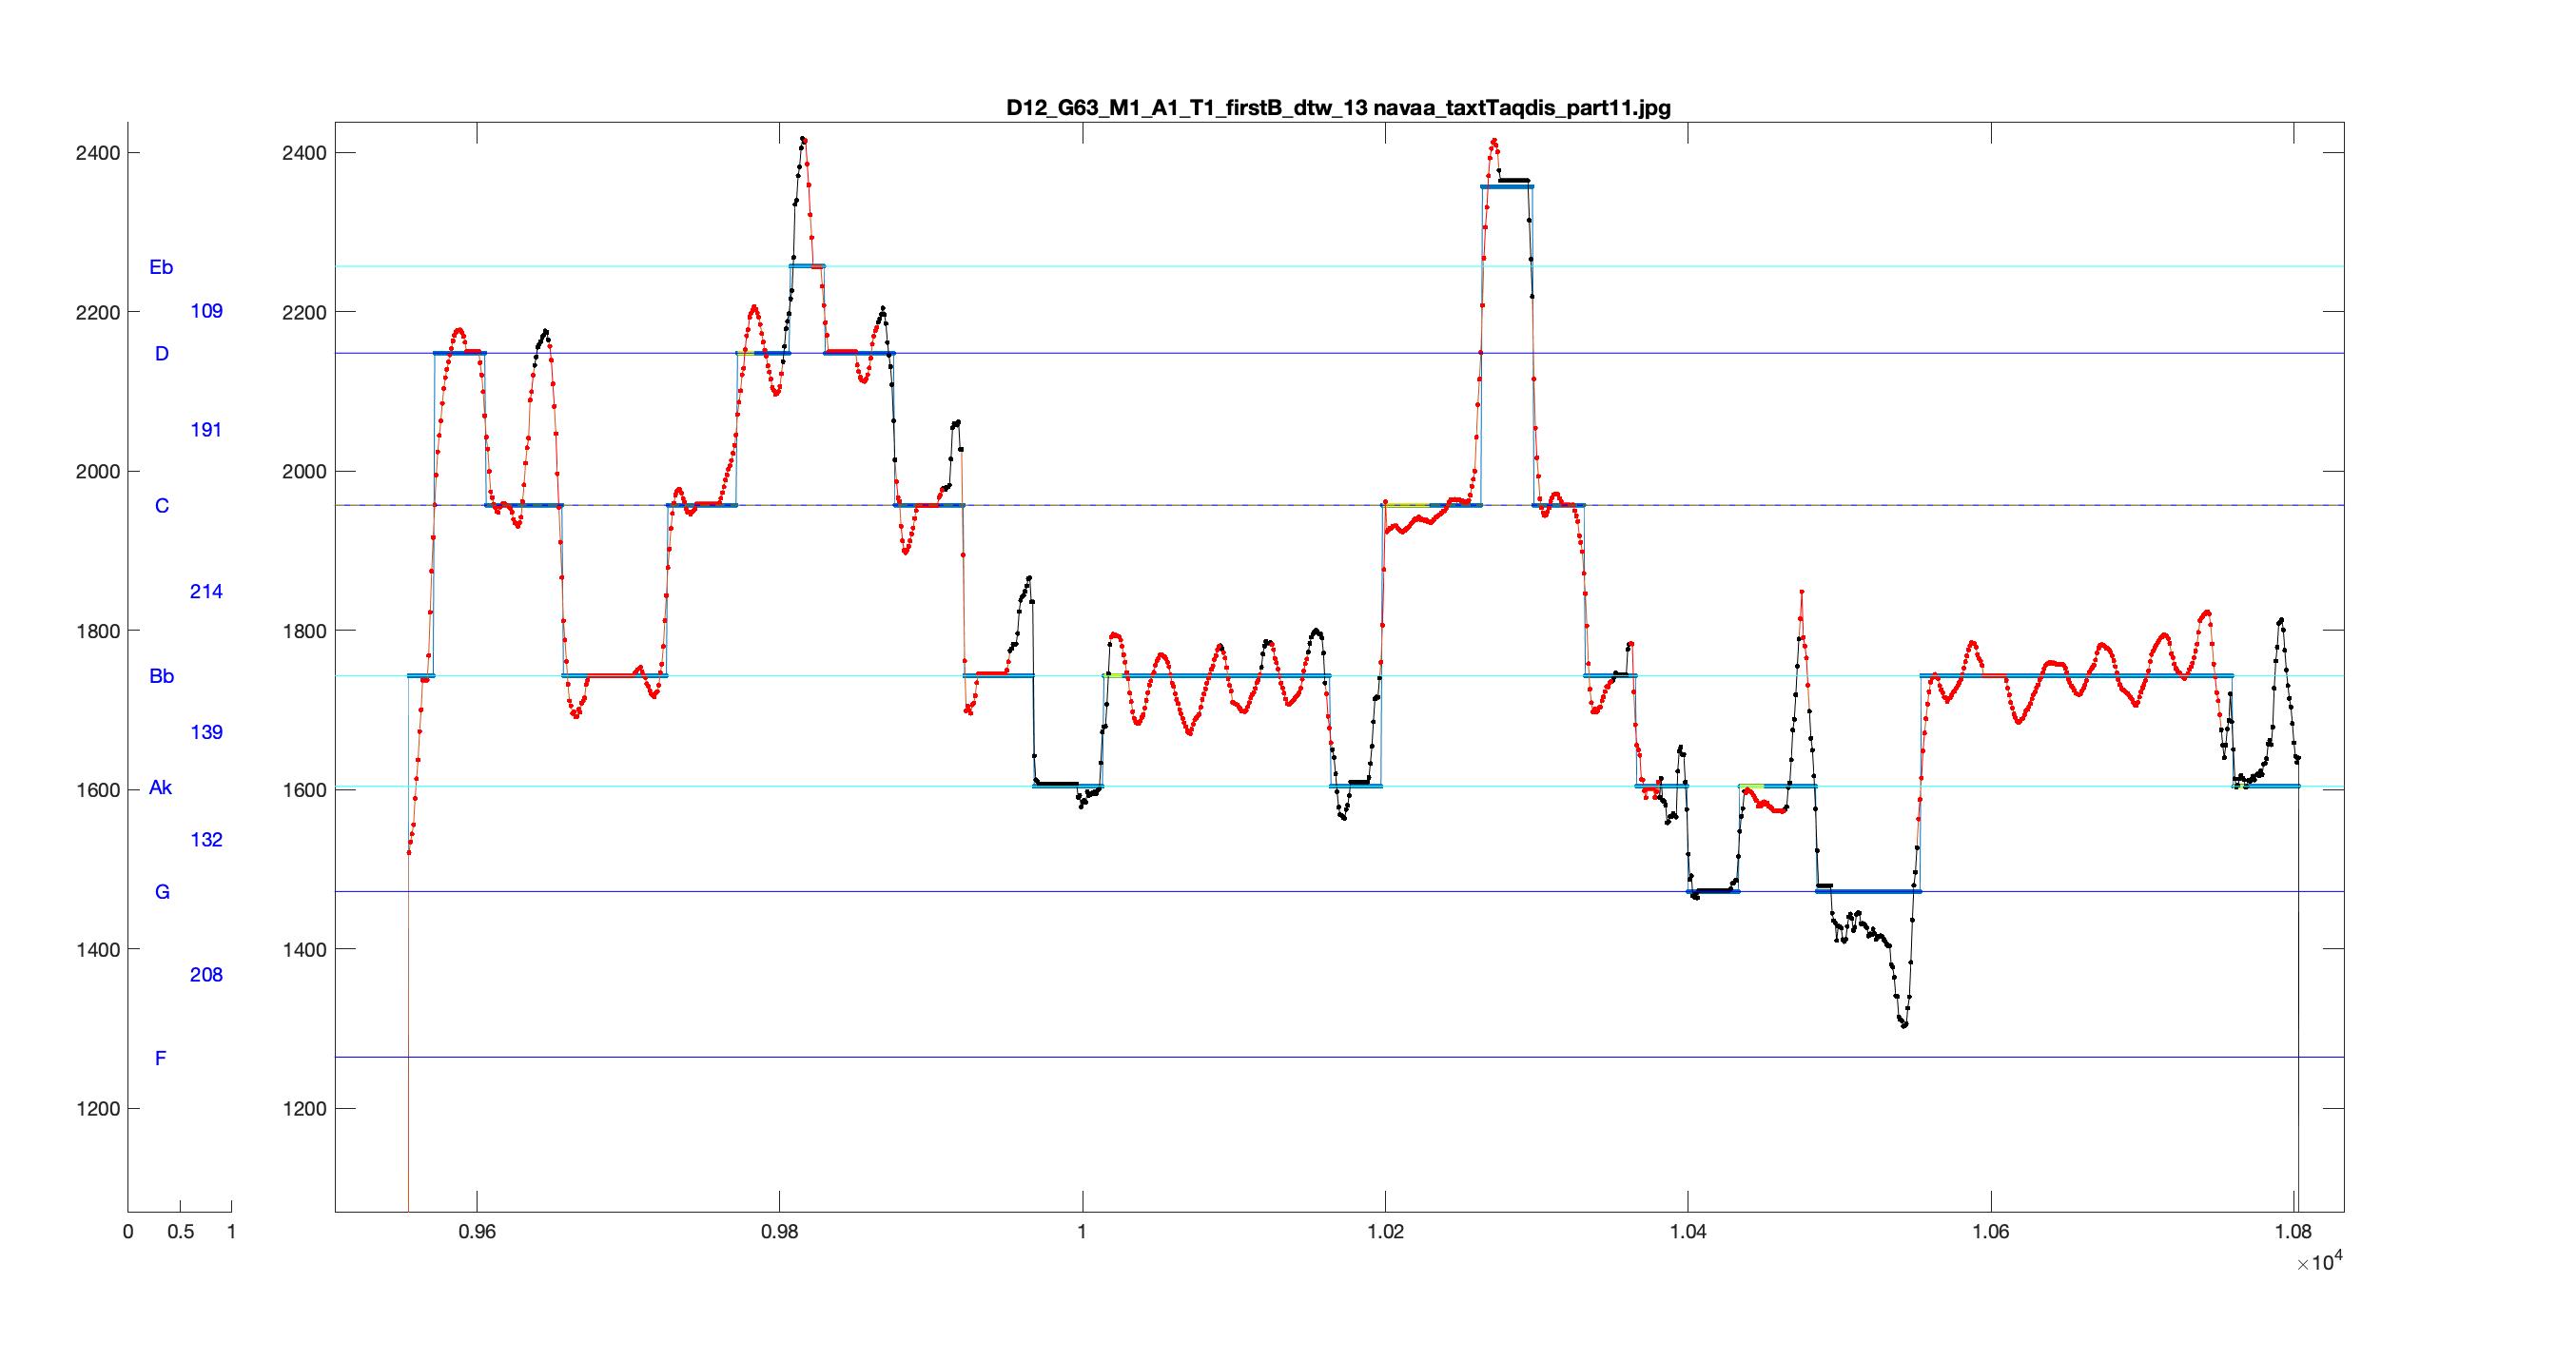 D12_G63_M1_A1_T1_firstB_dtw_13 navaa_taxtTaqdis_part11.jpg
2400 2400
Eb
109
2200 2200
D
191
2000 2000
C
214
1800 1800
Bb
139
1600 Ak 1600
132
G
1400 1400
208
F
1200 1200
0 0.5 1 0.96 0.98 1 1.02 1.04 1.06 1.08
×10⁴